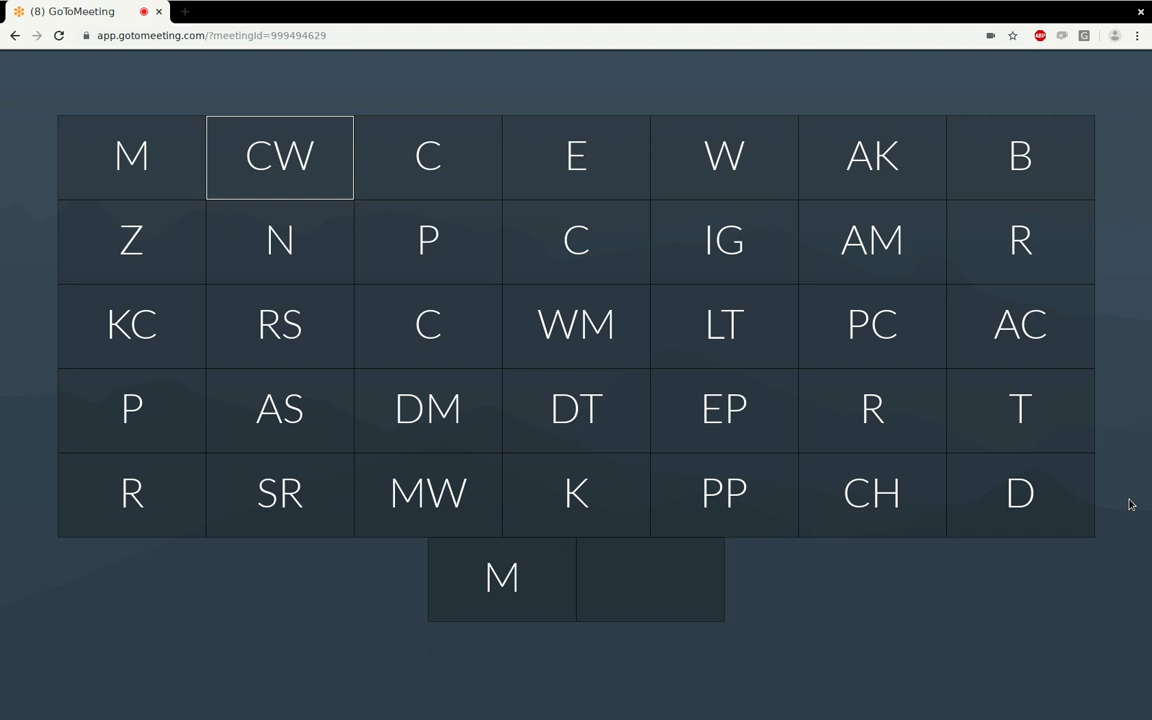 (8) GoToMeeting
app.gotomeeting.com/?meetingId=999494629
ABP
G
M CW C E W AK B
Z N P C IG AM R
KC RS C WM LT PC AC
P AS DM DT EP R T
R SR MW K PP CH D
M